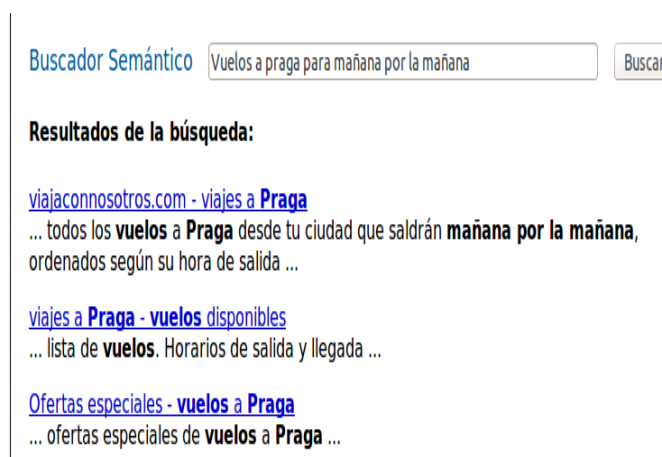 Buscador Semántico Vuelos a praga para mañana por la mañana Buscar
Resultados de la búsqueda:
viajaconnosotros.com - viajes a Praga
... todos los vuelos a Praga desde tu ciudad que saldrán mañana por la mañana,
ordenados según su hora de salida ...
viajes a Praga - vuelos disponibles
... lista de vuelos. Horarios de salida y llegada ...
Ofertas especiales - vuelos a Praga
... ofertas especiales de vuelos a Praga ...